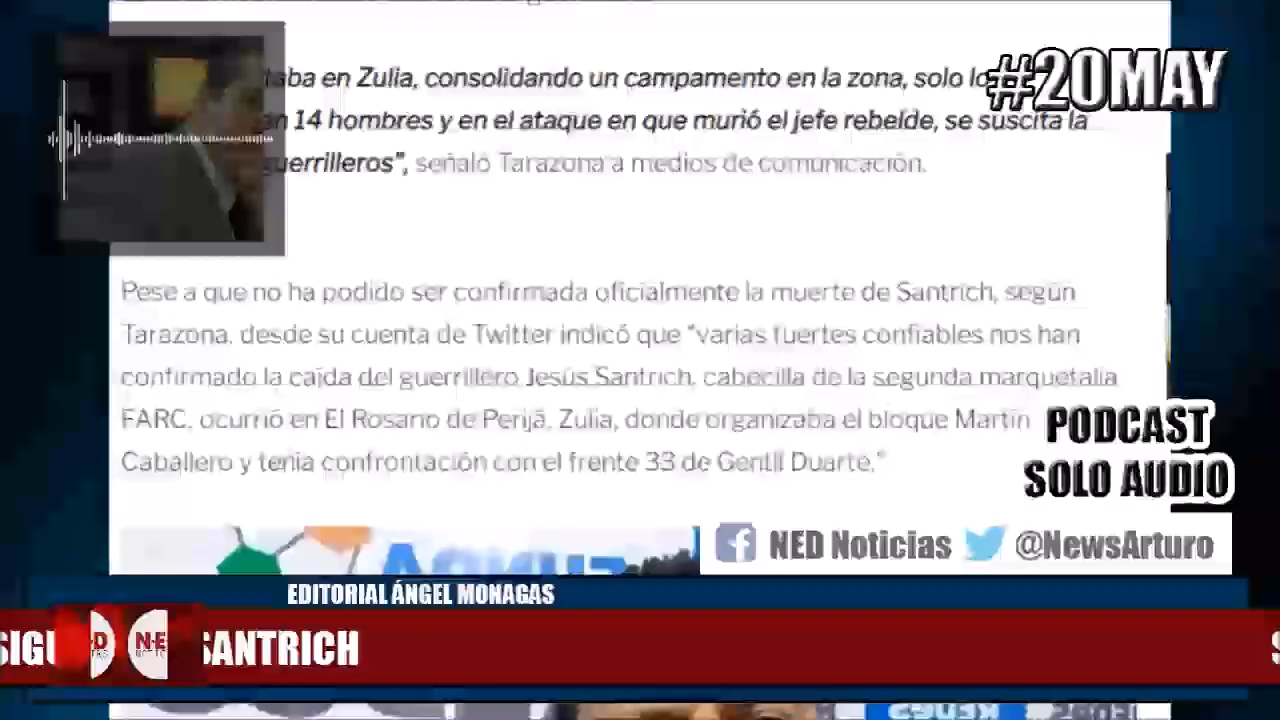 taba en Zulia, consolidando un campamento en la zona, solo lo
#20MAY
an 14 hombres y en el ataque en que murió el jefe rebelde, se suscita la
guerrilleros", señaló Tarazona a medios de comunicación.
Pese a que no ha podido ser confirmada oficialmente la muerte de Santrich, según
Tarazona, desde su cuenta de Twitter indicó que "varias fuertes confiables nos han
confirmado la caída del guerrillero Jesús Santrich, cabecilla de la segunda marquetalia
FARC, ocurrió en El Rosario de Perijá, Zulia, donde organizaba el bloque Martín
Caballero y tenía confrontación con el frente 33 de Gentil Duarte."
PODCAST
SOLO AUDIO
NED Noticias @NewsArturo
EDITORIAL ÁNGEL MONAGAS
SIGU
N-E
SANTRICH